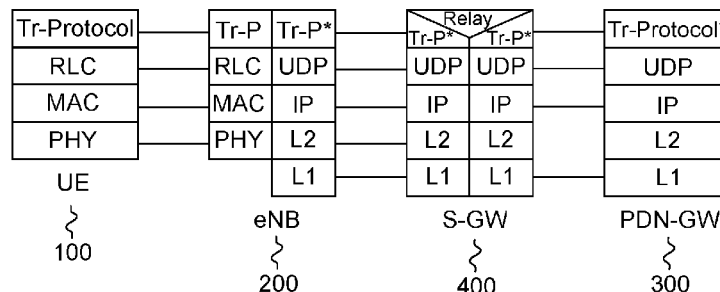 Relay
Tr-Protocol Tr-P Tr-P* Tr-P* Tr-P* Tr-Protocol*
RLC RLC UDP UDP UDP UDP
MAC MAC IP IP IP IP
PHY PHY L2 L2 L2 L2
L1 L1 L1 L1
UE eNB S-GW PDN-GW
100 200 400 300